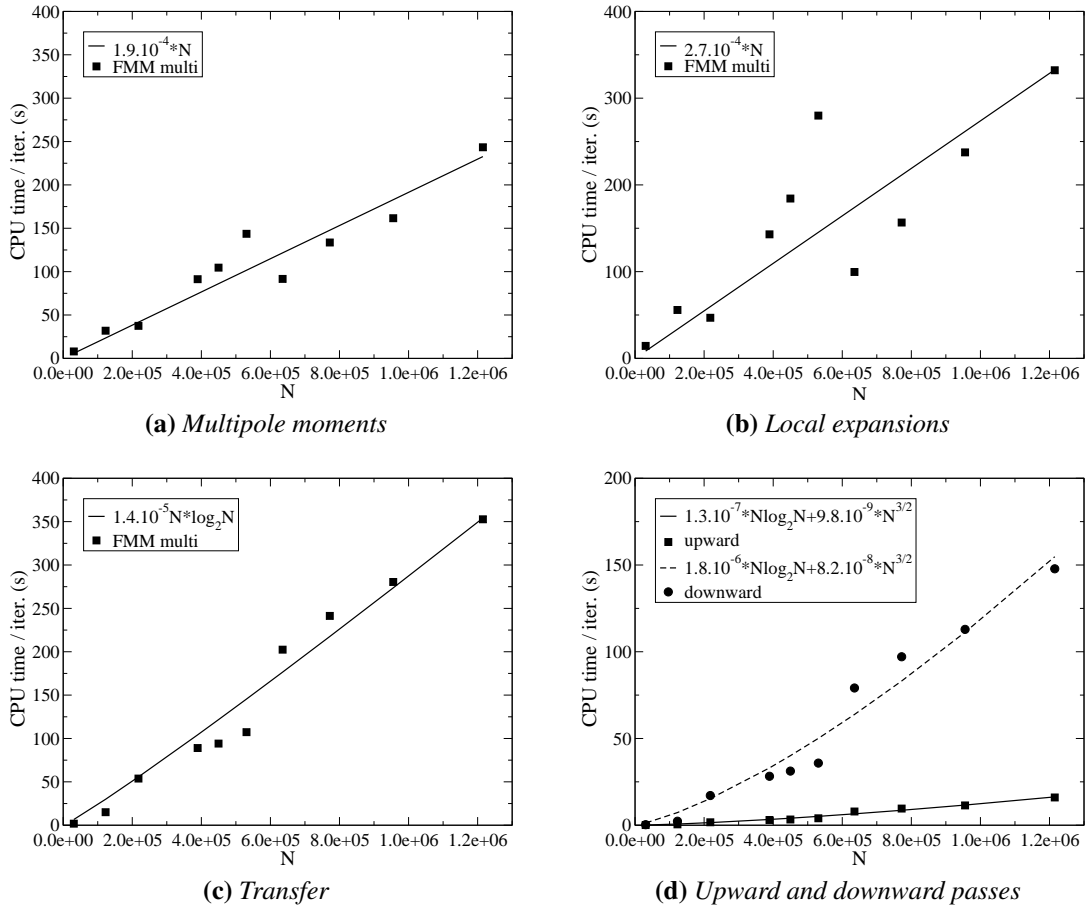 400
350
300
250
200
150
100
50
0
CPU time / iter. (s)
1.9.10^-4*N
FMM multi
0.0e+00 2.0e+05 4.0e+05 6.0e+05 8.0e+05 1.0e+06 1.2e+06
N
(a) Multipole moments
400
350
300
250
200
150
100
50
0
CPU time / iter. (s)
2.7.10^-4*N
FMM multi
0.0e+00 2.0e+05 4.0e+05 6.0e+05 8.0e+05 1.0e+06 1.2e+06
N
(b) Local expansions
400
350
300
250
200
150
100
50
0
CPU time / iter. (s)
1.4.10^-5N*log_2N
FMM multi
0.0e+00 2.0e+05 4.0e+05 6.0e+05 8.0e+05 1.0e+06 1.2e+06
N
(c) Transfer
200
150
100
50
0
CPU time / iter. (s)
1.3.10^-7*Nlog_2N+9.8.10^-9*N^3/2
upward
1.8.10^-6*Nlog_2N+8.2.10^-8*N^3/2
downward
0.0e+00 2.0e+05 4.0e+05 6.0e+05 8.0e+05 1.0e+06 1.2e+06
N
(d) Upward and downward passes